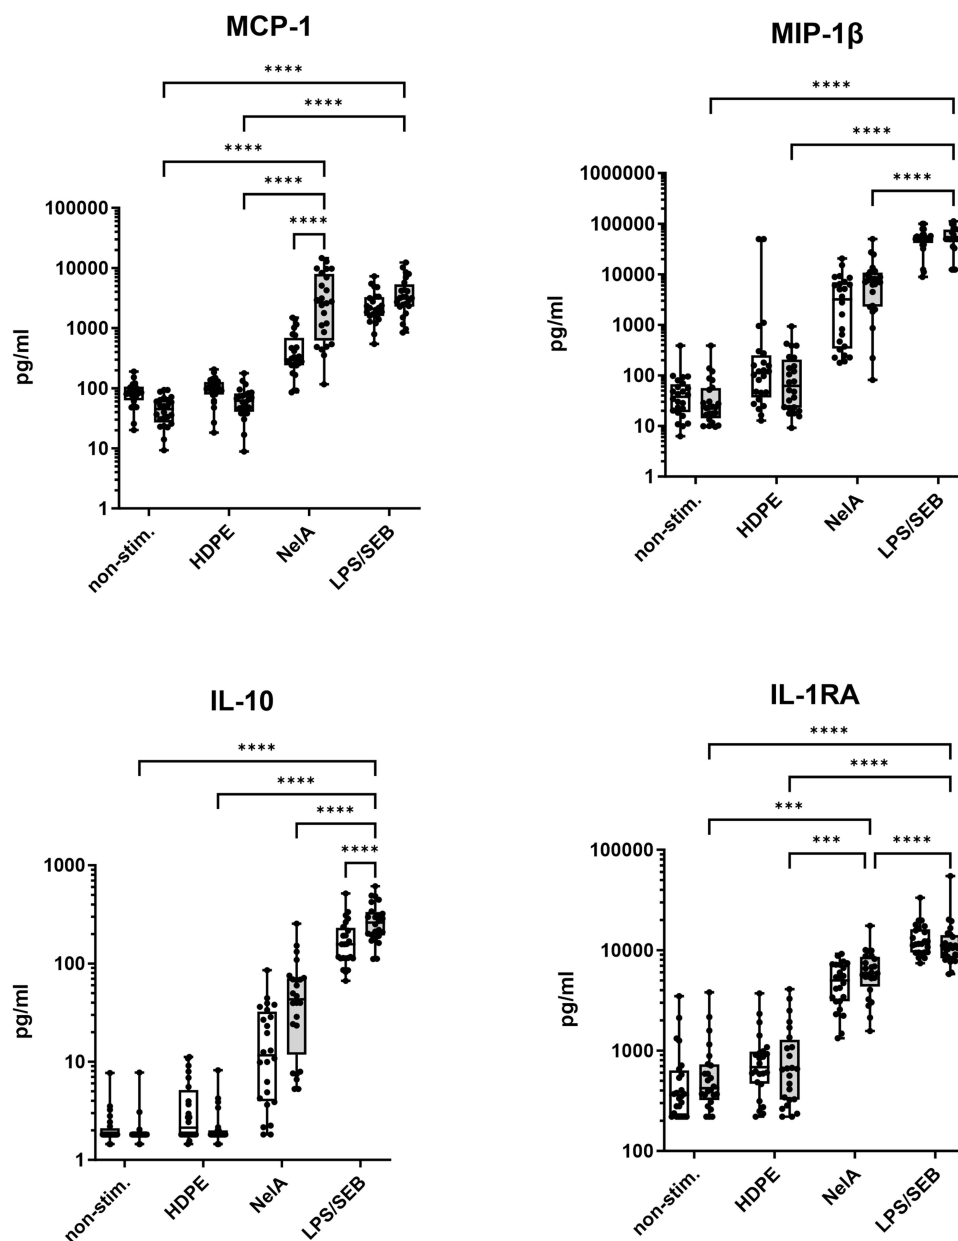 MCP-1
****
****
****
****
****
100000
10000
1000
100
10
1
pg/ml
non-stim.
HDPE
NelA
LPS/SEB
MIP-1β
****
****
****
1000000
100000
10000
1000
100
10
1
pg/ml
non-stim.
HDPE
NelA
LPS/SEB
IL-10
****
****
****
****
1000
100
10
1
pg/ml
non-stim.
HDPE
NelA
LPS/SEB
IL-1RA
****
****
***
***
****
100000
10000
1000
100
pg/ml
non-stim.
HDPE
NelA
LPS/SEB